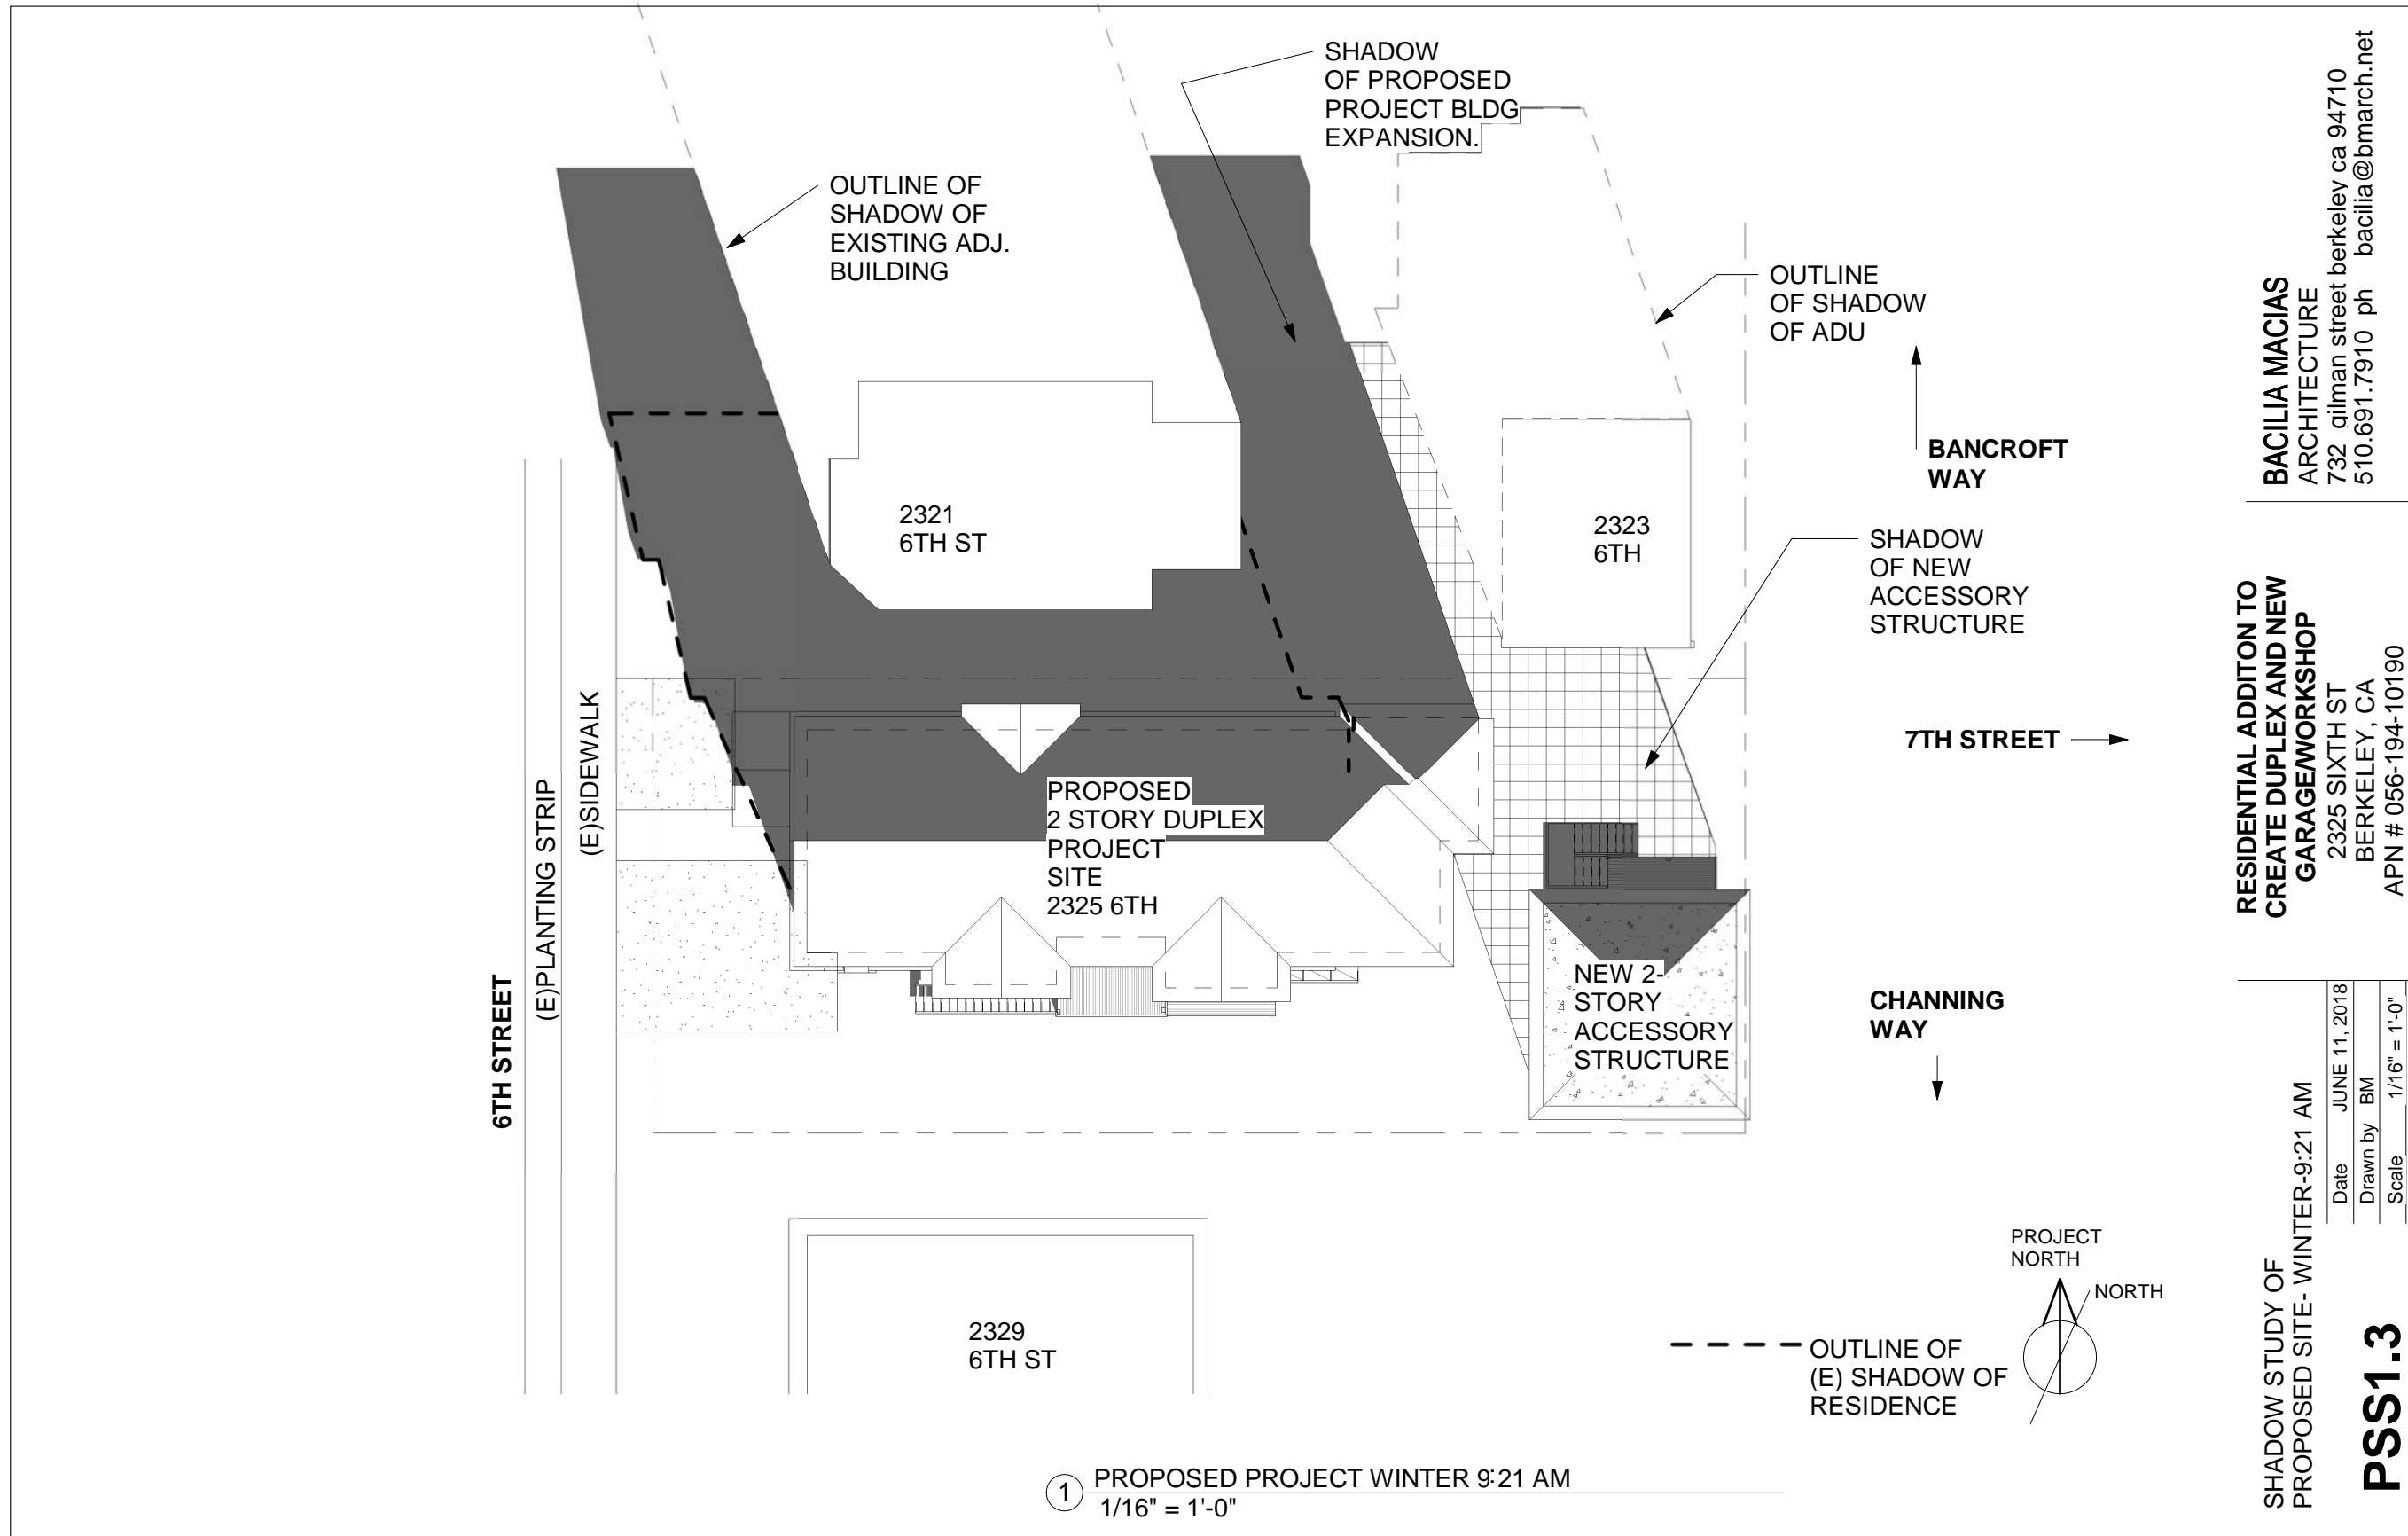 SHADOW
OF PROPOSED
PROJECT BLDG
EXPANSION.
OUTLINE OF
SHADOW OF
EXISTING ADJ.
BUILDING
OUTLINE
OF SHADOW
OF ADU
BANCROFT
WAY
2321
6TH ST
2323
6TH
SHADOW
OF NEW
ACCESSORY
STRUCTURE
7TH STREET
(E)SIDEWALK
(E)PLANTING STRIP
6TH STREET
PROPOSED
2 STORY DUPLEX
PROJECT
SITE
2325 6TH
NEW 2-
STORY
ACCESSORY
STRUCTURE
CHANNING
WAY
2329
6TH ST
PROJECT
NORTH
NORTH
OUTLINE OF
(E) SHADOW OF
RESIDENCE
1
PROPOSED PROJECT WINTER 9:21 AM
1/16" = 1'-0"
BACILIA MACIAS
ARCHITECTURE
732 gilman street berkeley ca 94710
510.691.7910 ph bacilia@bmarch.net
RESIDENTIAL ADDITON TO
CREATE DUPLEX AND NEW
GARAGE/WORKSHOP
2325 SIXTH ST
BERKELEY, CA
APN # 056-194-10190
SHADOW STUDY OF
PROPOSED SITE- WINTER-9:21 AM
Date JUNE 11, 2018
Drawn by BM
Scale 1/16" = 1'-0"
PSS1.3